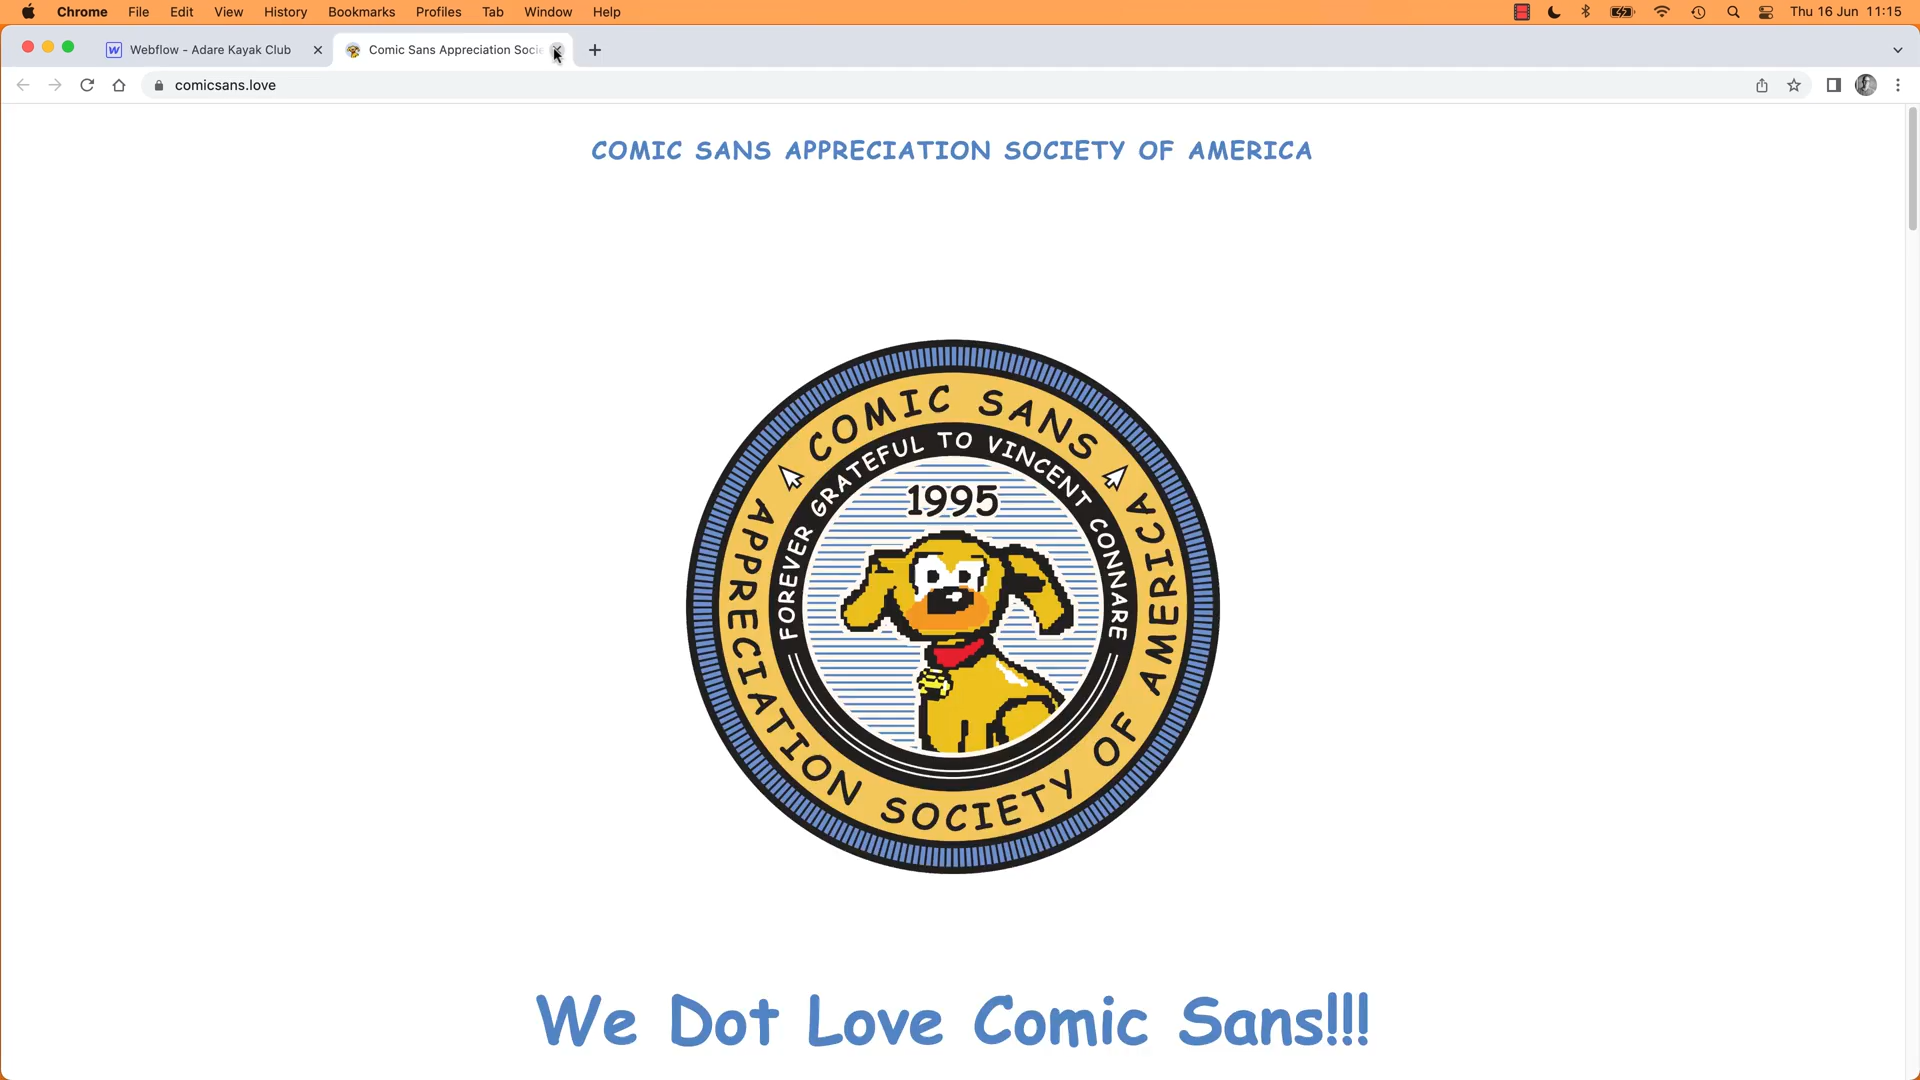 Chrome File Edit View History Bookmarks Profiles Tab Window Help Thu 16 Jun 11:15
Webflow - Adare Kayak Club Comic Sans Appreciation Socie
comicsans.love
COMIC SANS APPRECIATION SOCIETY OF AMERICA
COMIC SANS
FOREVER GRATEFUL TO VINCENT CONNARE
1995
APPRECIATION SOCIETY OF AMERICA
We Dot Love Comic Sans!!!